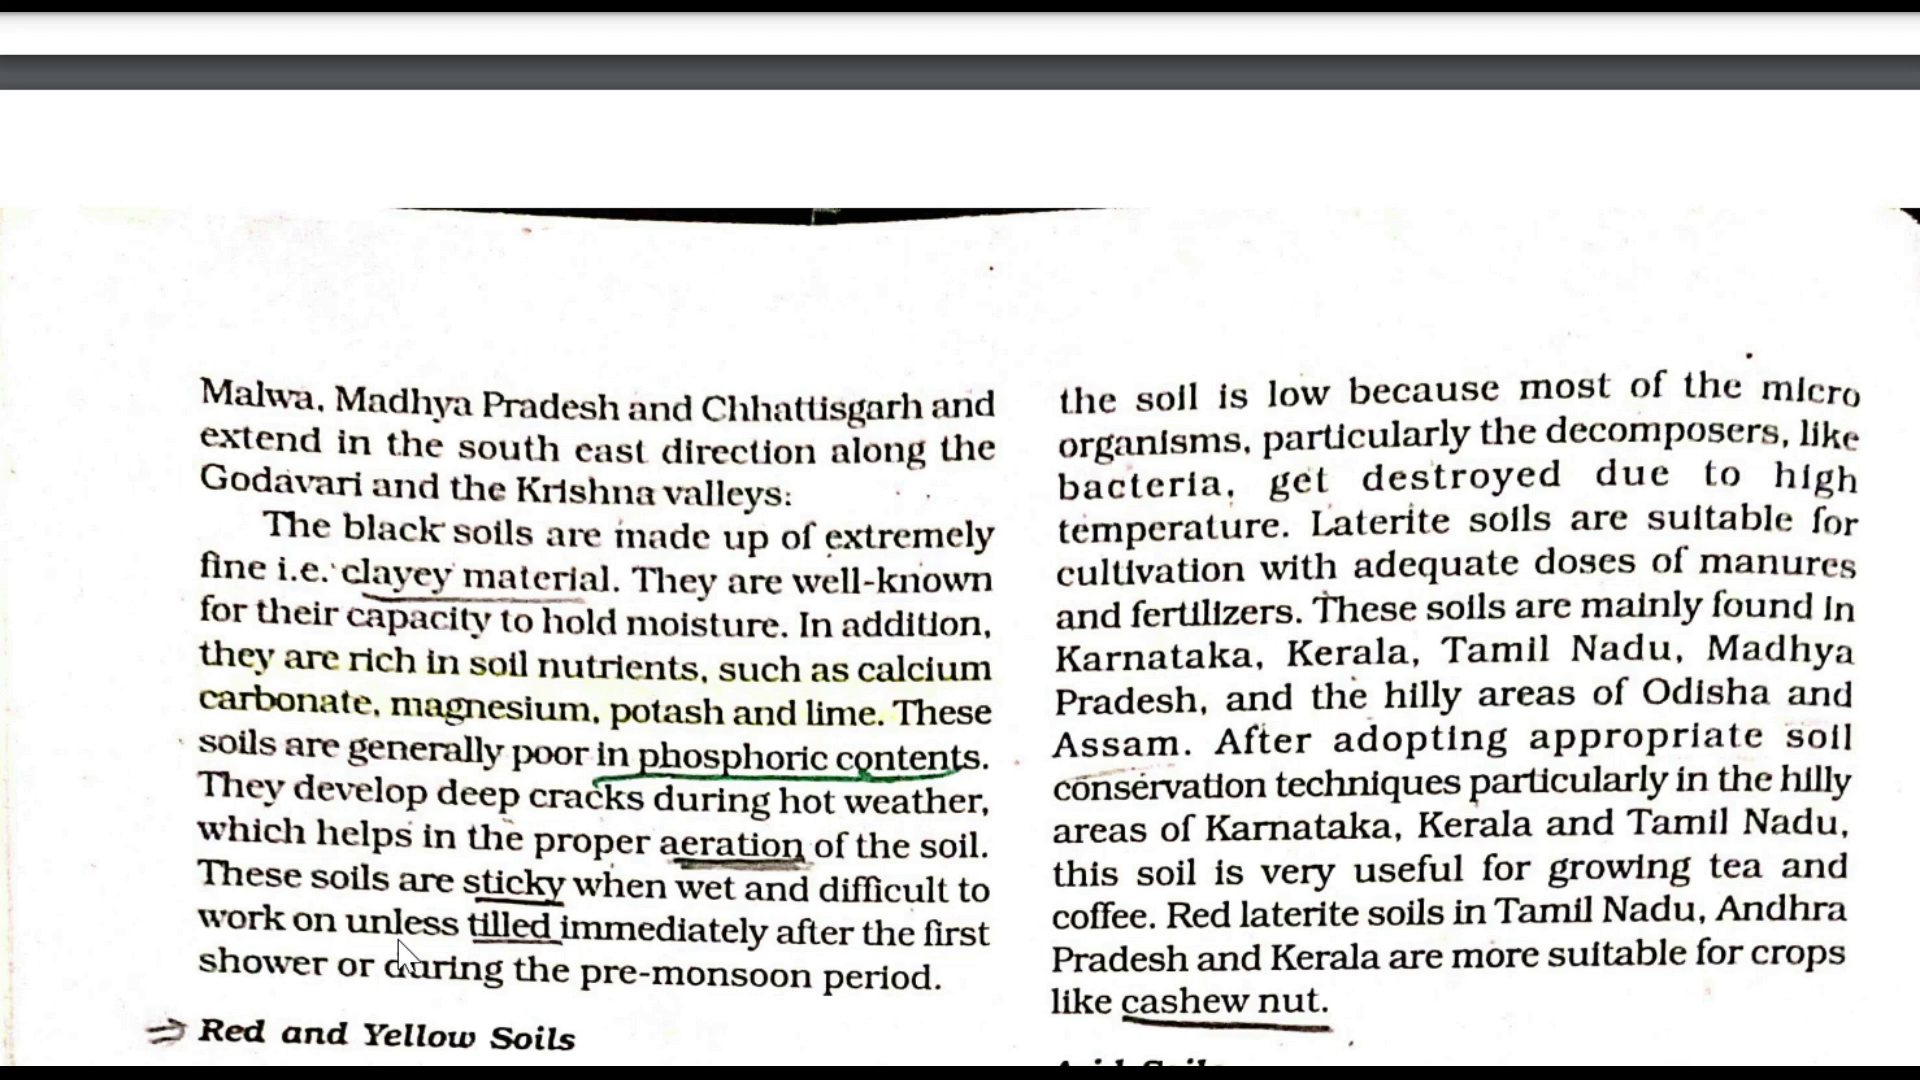 Malwa, Madhya Pradesh and Chhattisgarh and
extend in the south east direction along the
Godavari and the Krishna valleys.
The black soils are made up of extremely
fine i.e. clayey material. They are well-known
for their capacity to hold moisture. In addition,
they are rich in soil nutrients, such as calcium
carbonate, magnesium, potash and lime. These
soils are generally poor in phosphoric contents.
They develop deep cracks during hot weather,
which helps in the proper aeration of the soil.
These soils are sticky when wet and difficult to
work on unless tilled immediately after the first
shower or during the pre-monsoon period.
Red and Yellow Soils
the soil is low because most of the micro
organisms, particularly the decomposers, like
bacteria, get destroyed due to high
temperature. Laterite soils are suitable for
cultivation with adequate doses of manures
and fertilizers. These soils are mainly found in
Karnataka, Kerala, Tamil Nadu, Madhya
Pradesh, and the hilly areas of Odisha and
Assam. After adopting appropriate soil
conservation techniques particularly in the hilly
areas of Karnataka, Kerala and Tamil Nadu,
this soil is very useful for growing tea and
coffee. Red laterite soils in Tamil Nadu, Andhra
Pradesh and Kerala are more suitable for crops
like cashew nut.